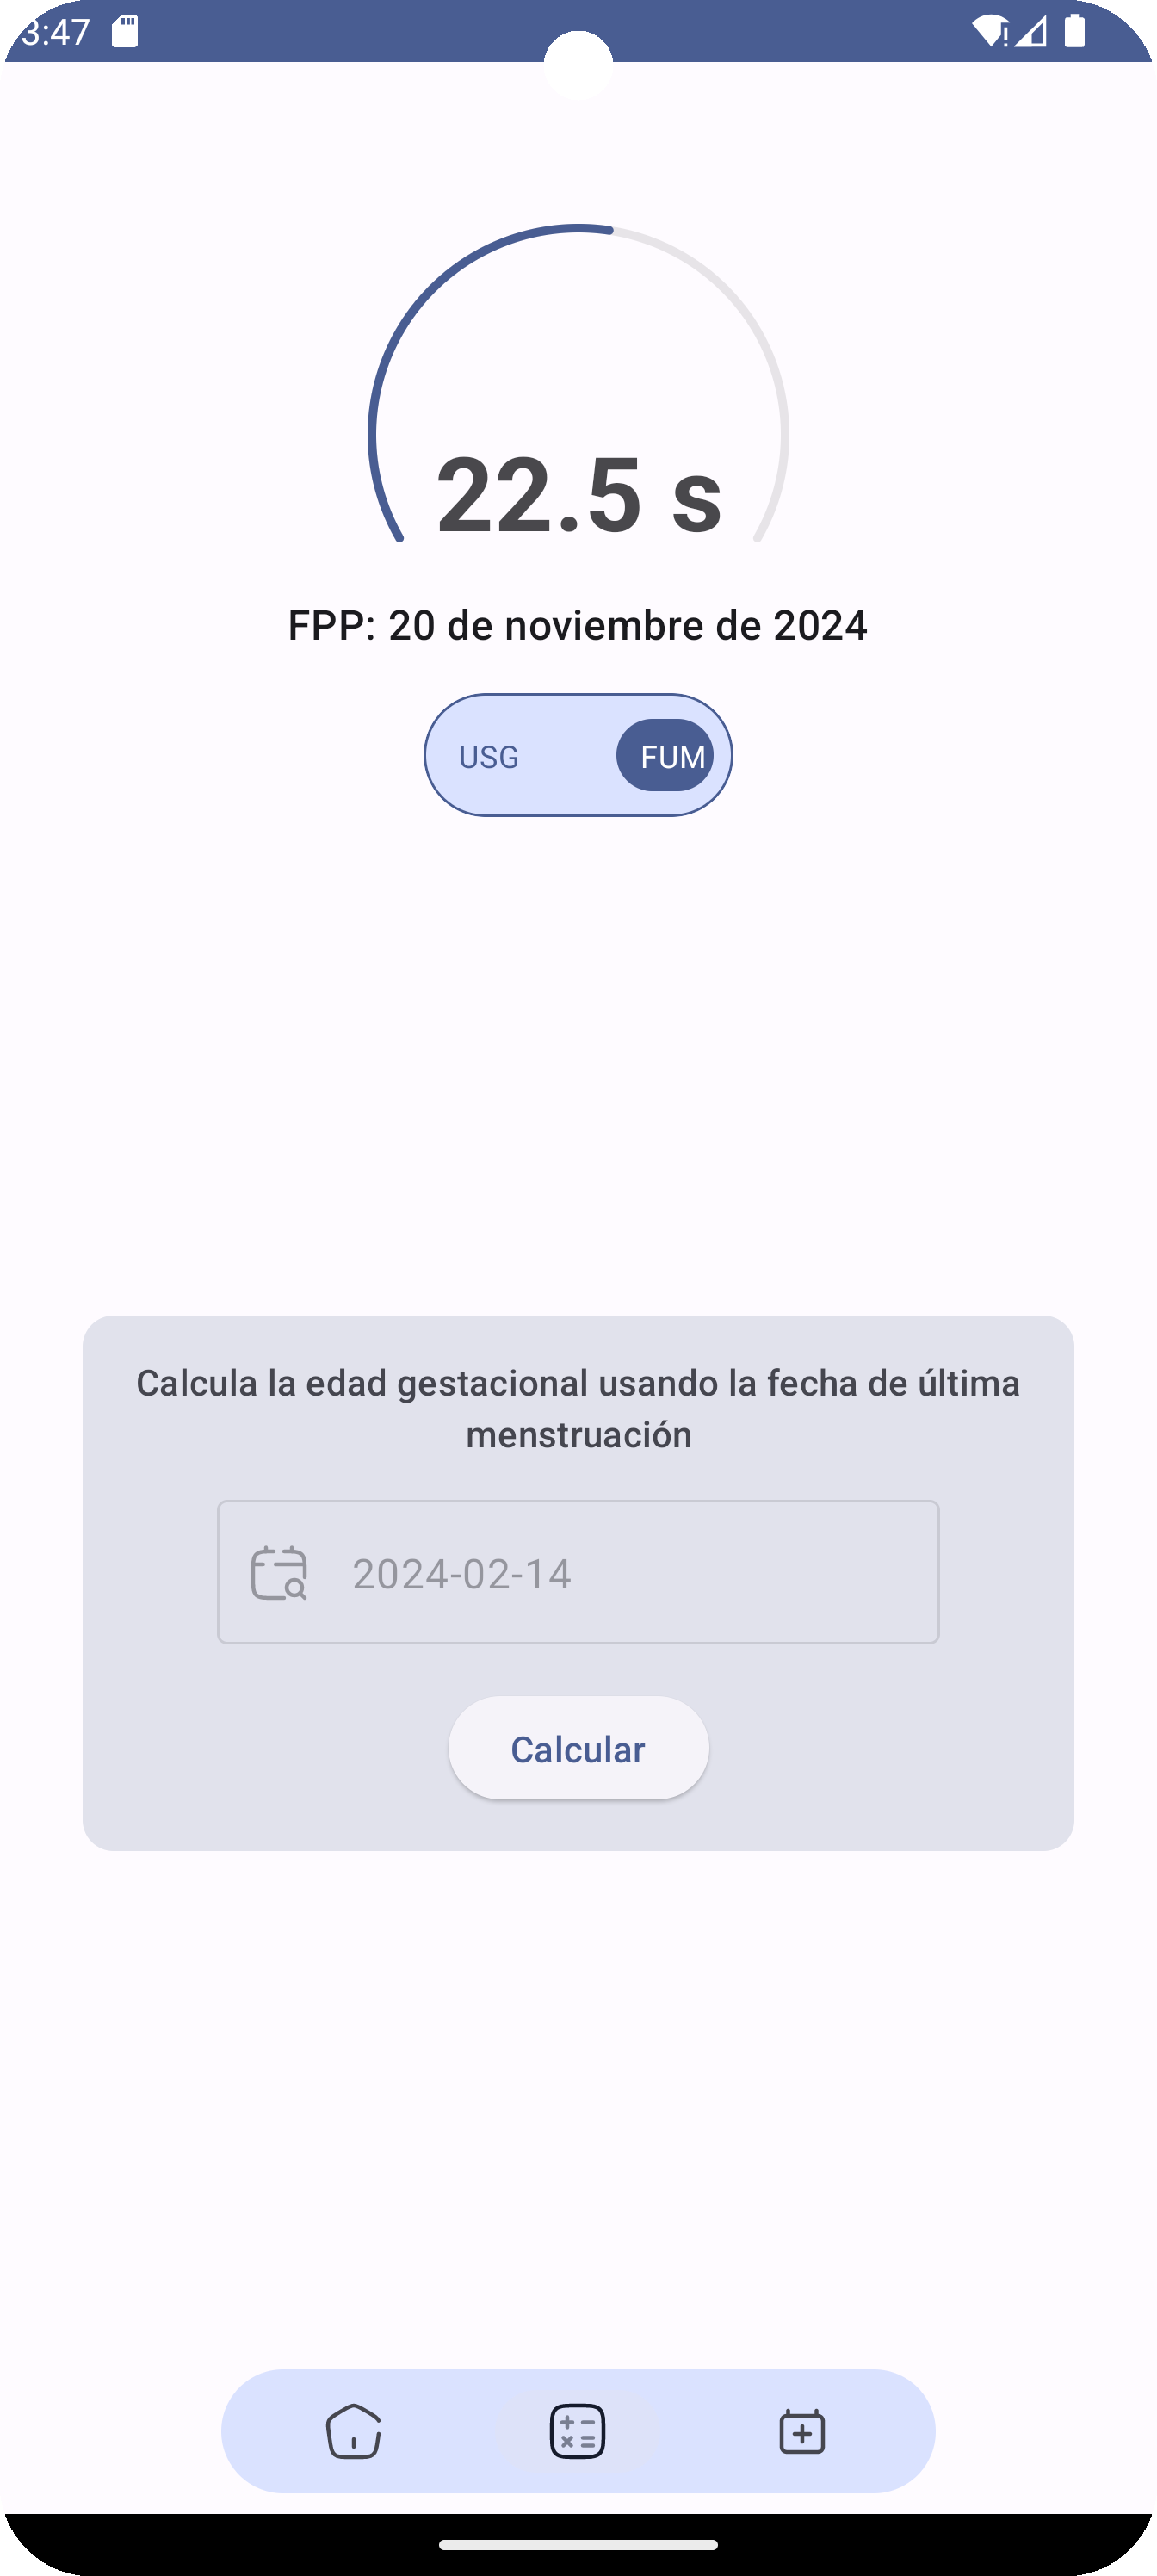 3:47
22.5 s
FPP: 20 de noviembre de 2024
USG
FUM
Calcula la edad gestacional usando la fecha de última
menstruación
2024-02-14
Calcular